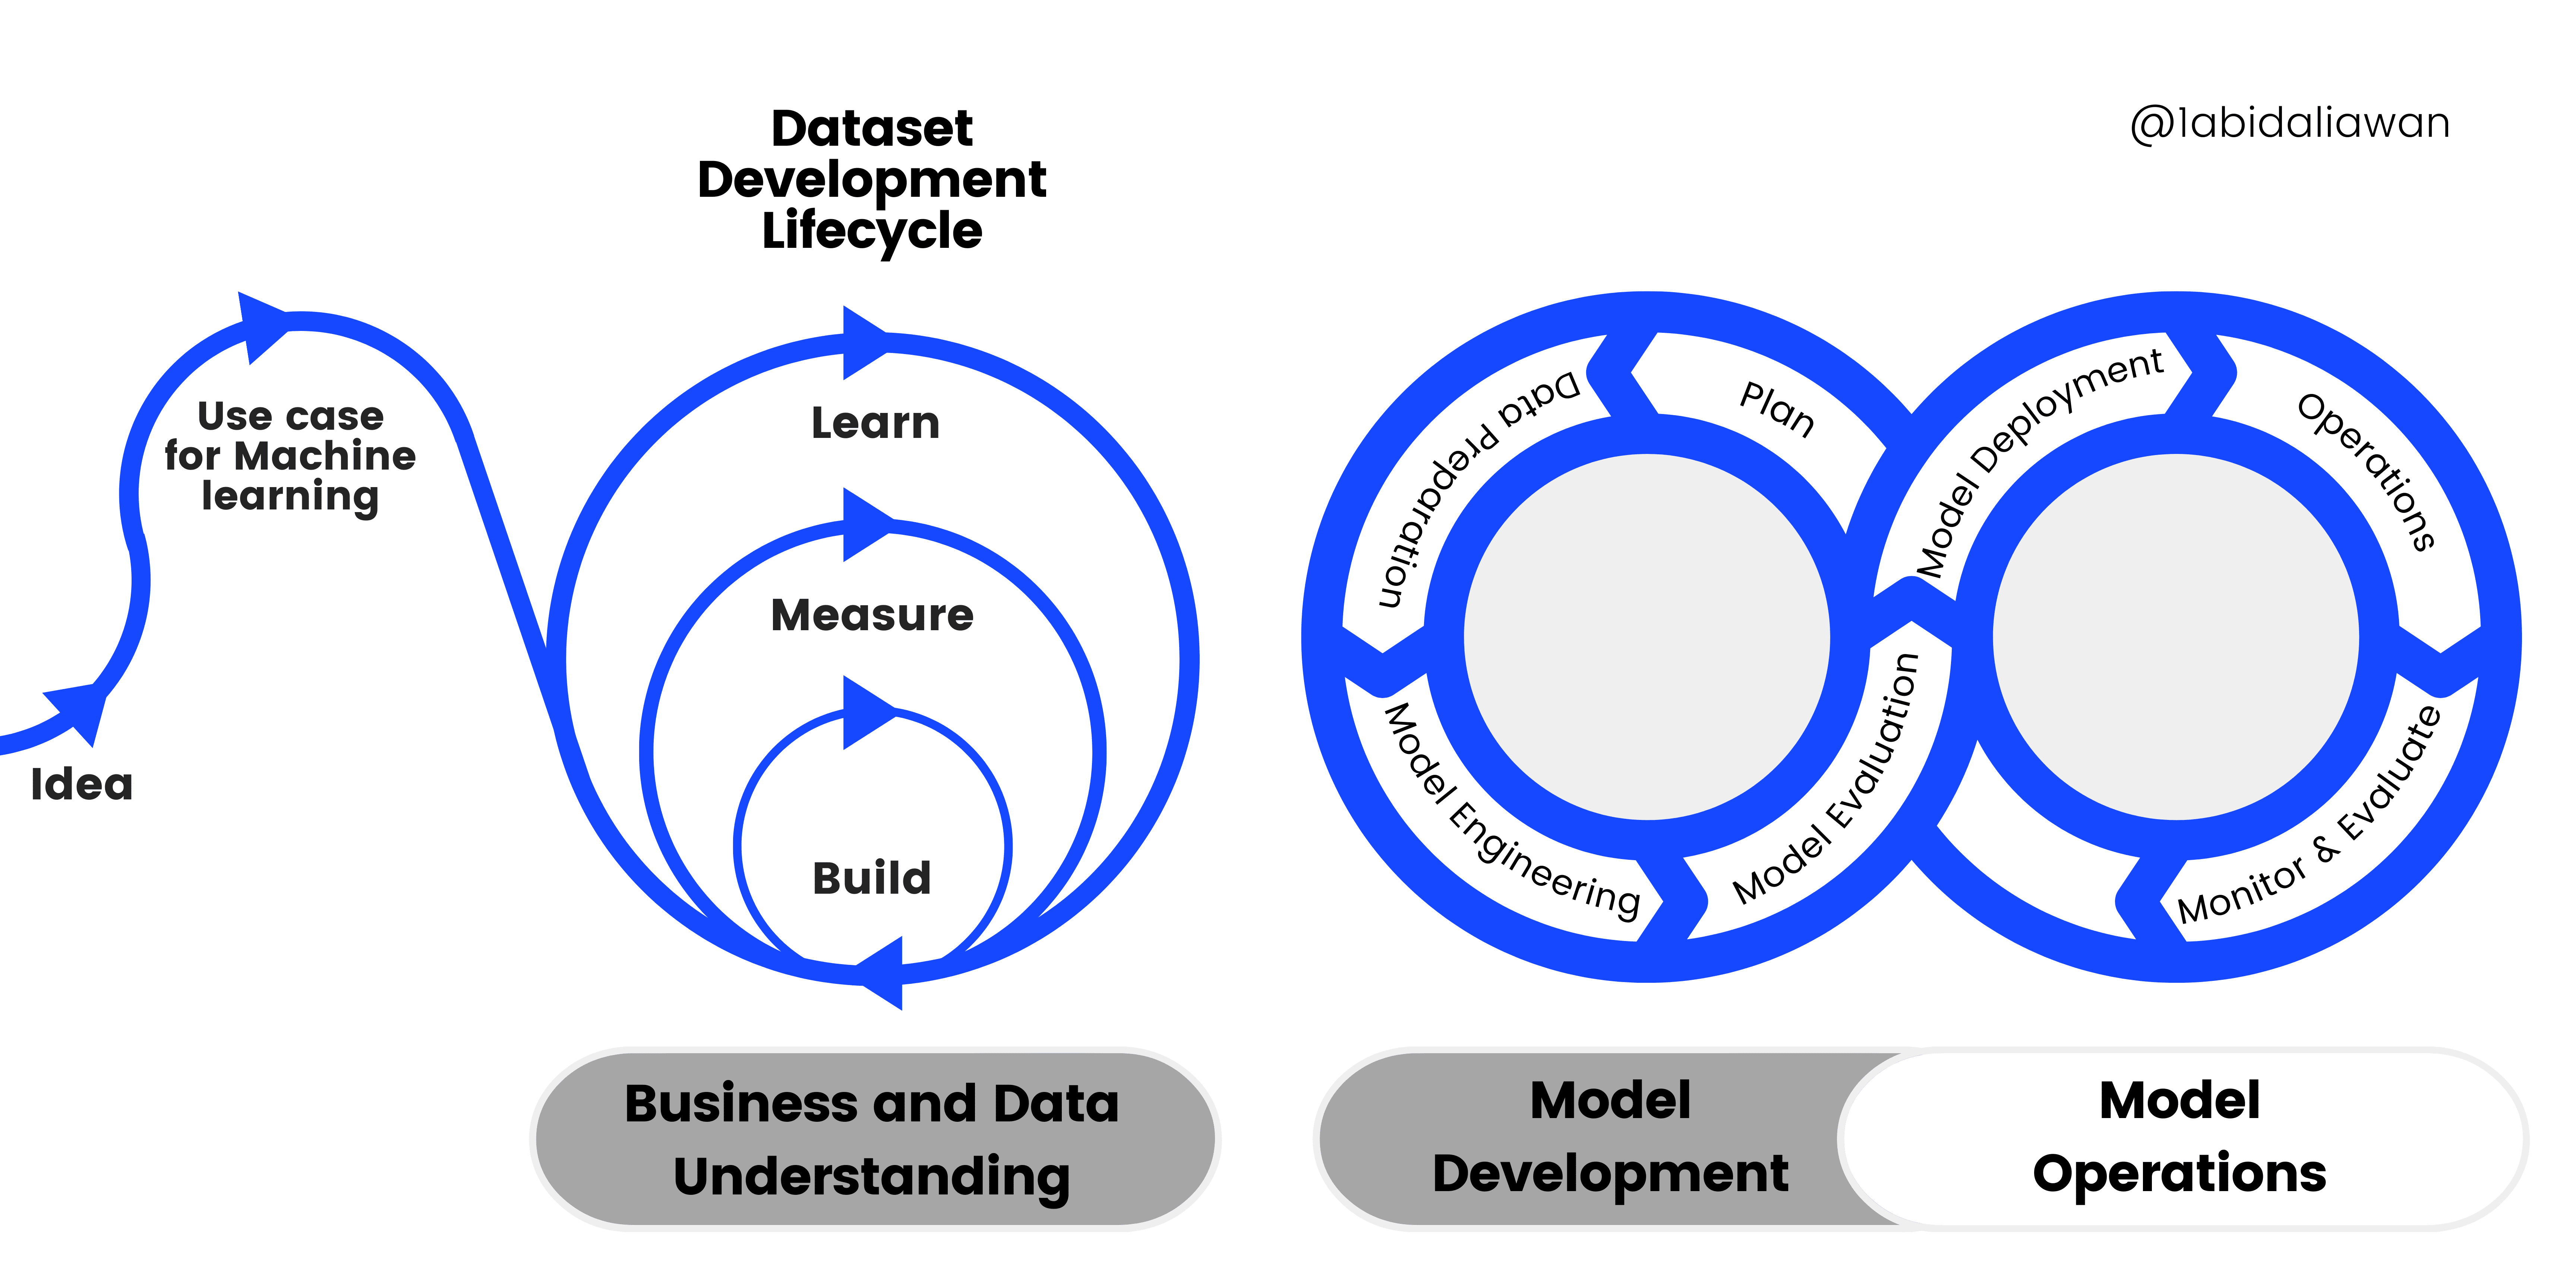 @1abidaliawan
Dataset
Development
Lifecycle
Use case
for Machine
learning
Idea
Learn
Measure
Build
Plan
Data Preparation
Model Engineering
Model Evaluation
Model Deployment
Operations
Monitor & Evaluate
Business and Data
Understanding
Model
Development
Model
Operations